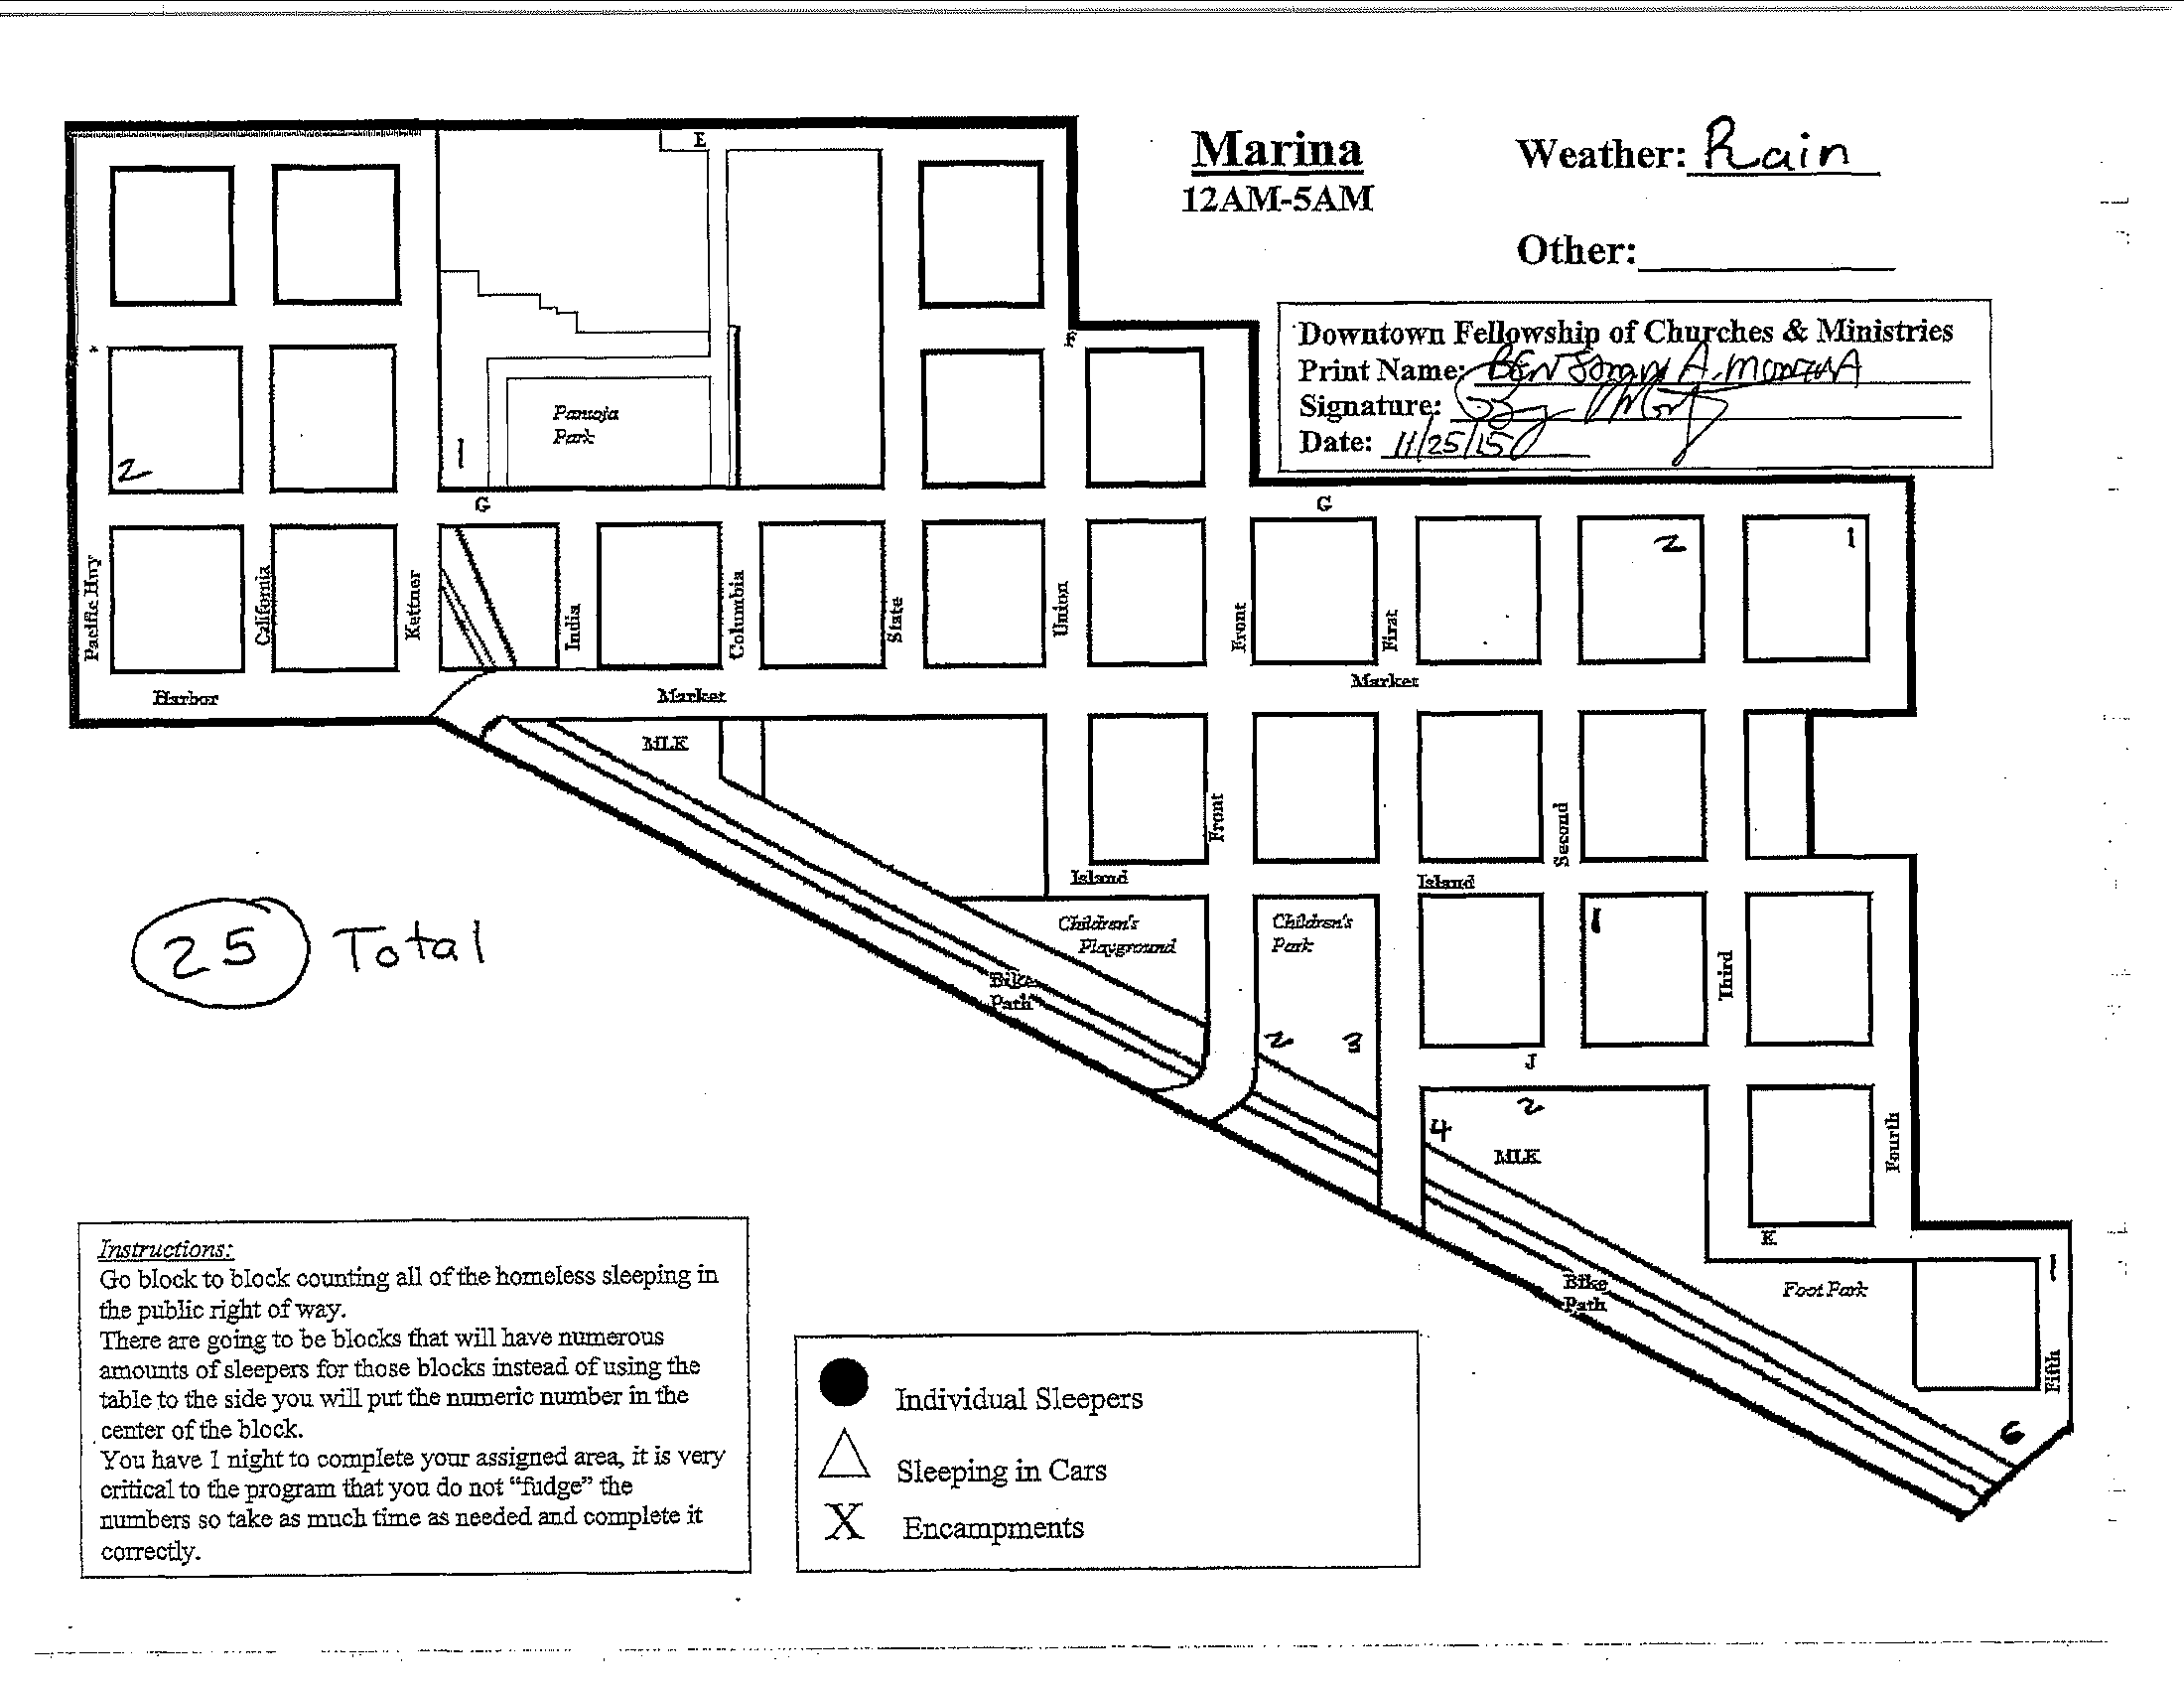 Marina
12AM-5AM
Weather: Rain
Other:
Downtown Fellowship of Churches & Ministries
Print Name: BENJAMIN A.
Signature:
Date: 11/25/15
E
E
Pantoja
Park
2
1
G
G
2
1
Pacific Hwy
California
Kettner
India
Columbia
State
Union
Front
First
Harbor
Market
Market
MLK
Front
Second
Island
Island
Children's
Playground
Children's
Park
1
Third
25 Total
Bike
Path
2
3
J
2
4
MLK
Fourth
K
1
Foot Park
Bike
Path
Fifth
6
Instructions:
Go block to block counting all of the homeless sleeping in
the public right of way.
There are going to be blocks that will have numerous
amounts of sleepers for those blocks instead of using the
table to the side you will put the numeric number in the
center of the block.
You have 1 night to complete your assigned area, it is very
critical to the program that you do not “fudge” the
numbers so take as much time as needed and complete it
correctly.
Individual Sleepers
Sleeping in Cars
X Encampments